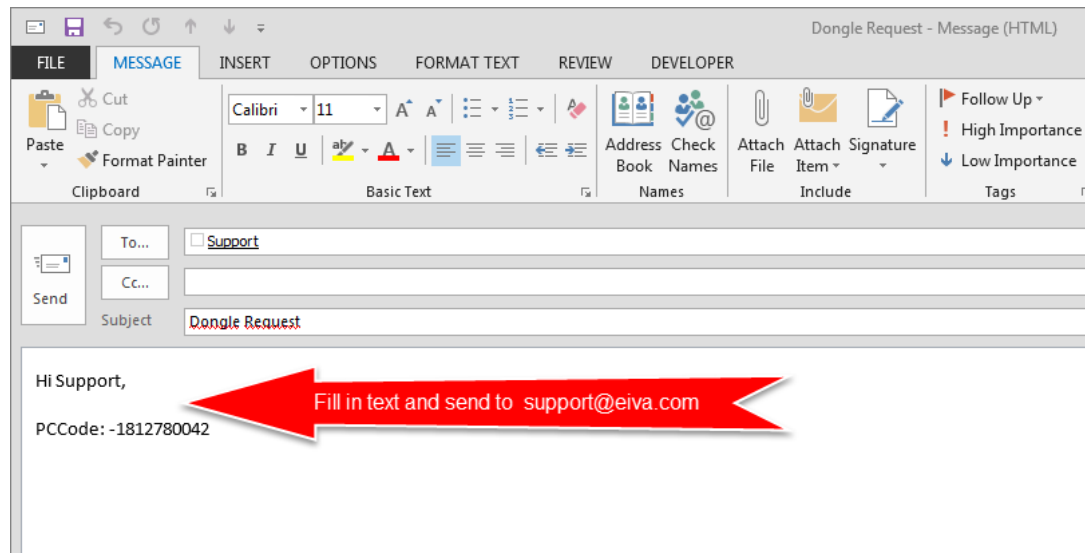 Dongle Request - Message (HTML)
FILE MESSAGE INSERT OPTIONS FORMAT TEXT REVIEW DEVELOPER
Paste
Cut
Copy
Format Painter
Clipboard
Calibri 11
B I U
Basic Text
Address Book
Check Names
Names
Attach File
Attach Item
Signature
Include
Follow Up
High Importance
Low Importance
Tags
Send
To... Support
Cc...
Subject Dongle Request
Hi Support,
Fill in text and send to support@eiva.com
PCCode: -1812780042